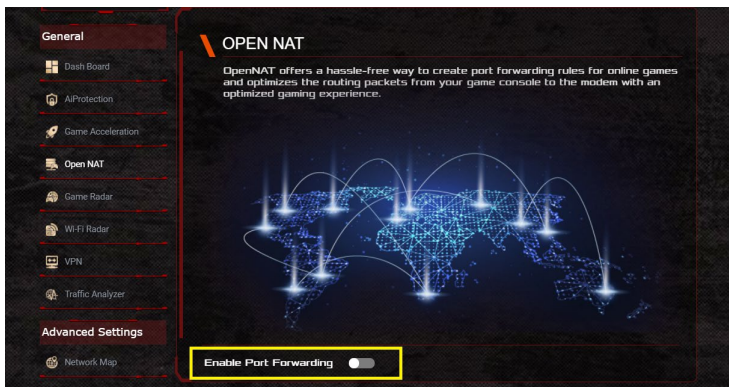 General
Dash Board
AiProtection
Game Acceleration
Open NAT
Game Radar
Wi-Fi Radar
VPN
Traffic Analyzer
Advanced Settings
Network Map
OPEN NAT
OpenNAT offers a hassle-free way to create port forwarding rules for online games
and optimizes the routing packets from your game console to the modem with an
optimized gaming experience.
Enable Port Forwarding